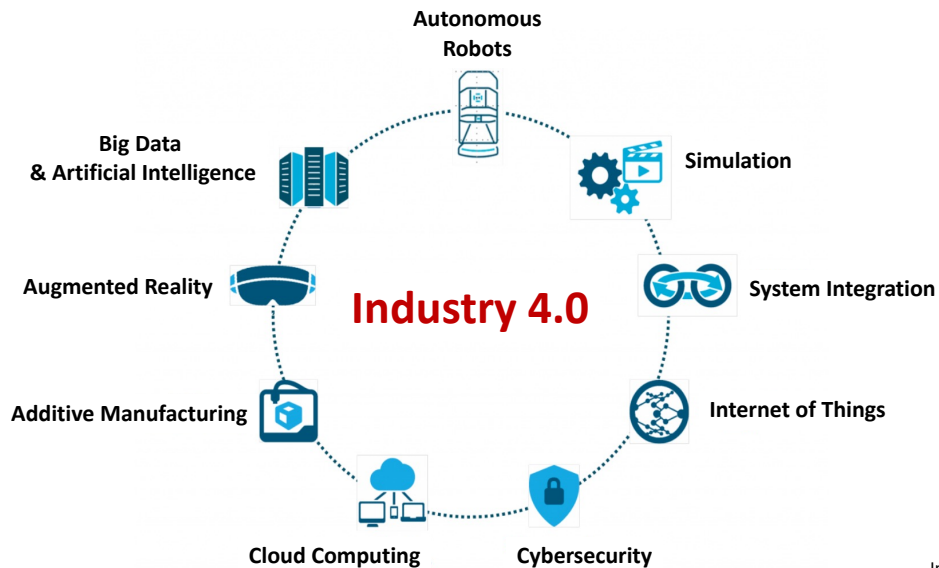 Autonomous
Robots
Big Data
& Artificial Intelligence
Simulation
Augmented Reality
Industry 4.0
System Integration
Additive Manufacturing
Internet of Things
Cloud Computing
Cybersecurity